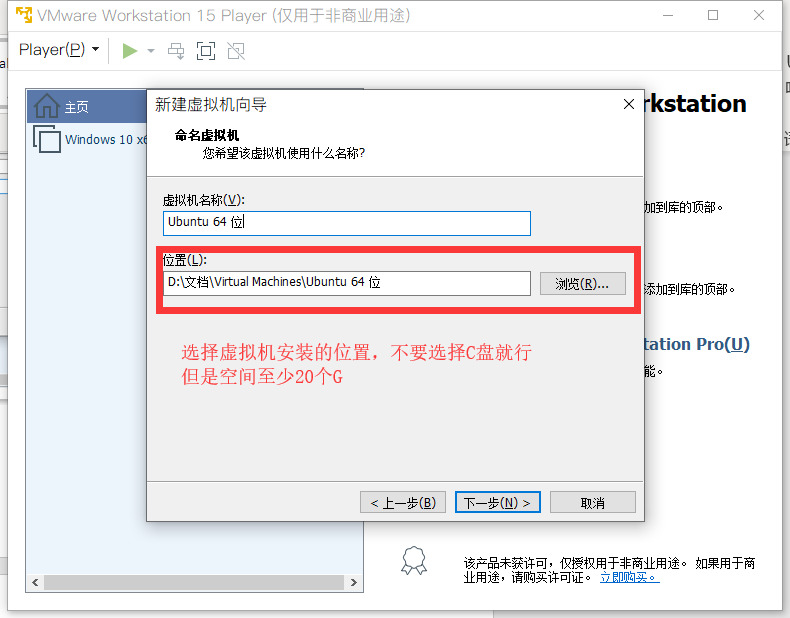 VMware Workstation 15 Player (仅用于非商业用途)
Player(P)
主页
Windows 10 x6
新建虚拟机向导
命名虚拟机
您希望该虚拟机使用什么名称?
虚拟机名称(V):
Ubuntu 64 位
位置(L):
D:\文档\Virtual Machines\Ubuntu 64 位
浏览(R)...
选择虚拟机安装的位置，不要选择C盘就行
但是空间至少20个G
< 上一步(B)
下一步(N) >
取消
rkstation
加到库的顶部。
添加到库的顶部。
tation Pro(U)
能。
该产品未获许可，仅授权用于非商业用途。 如果用于商
业用途，请购买许可证。 立即购买。